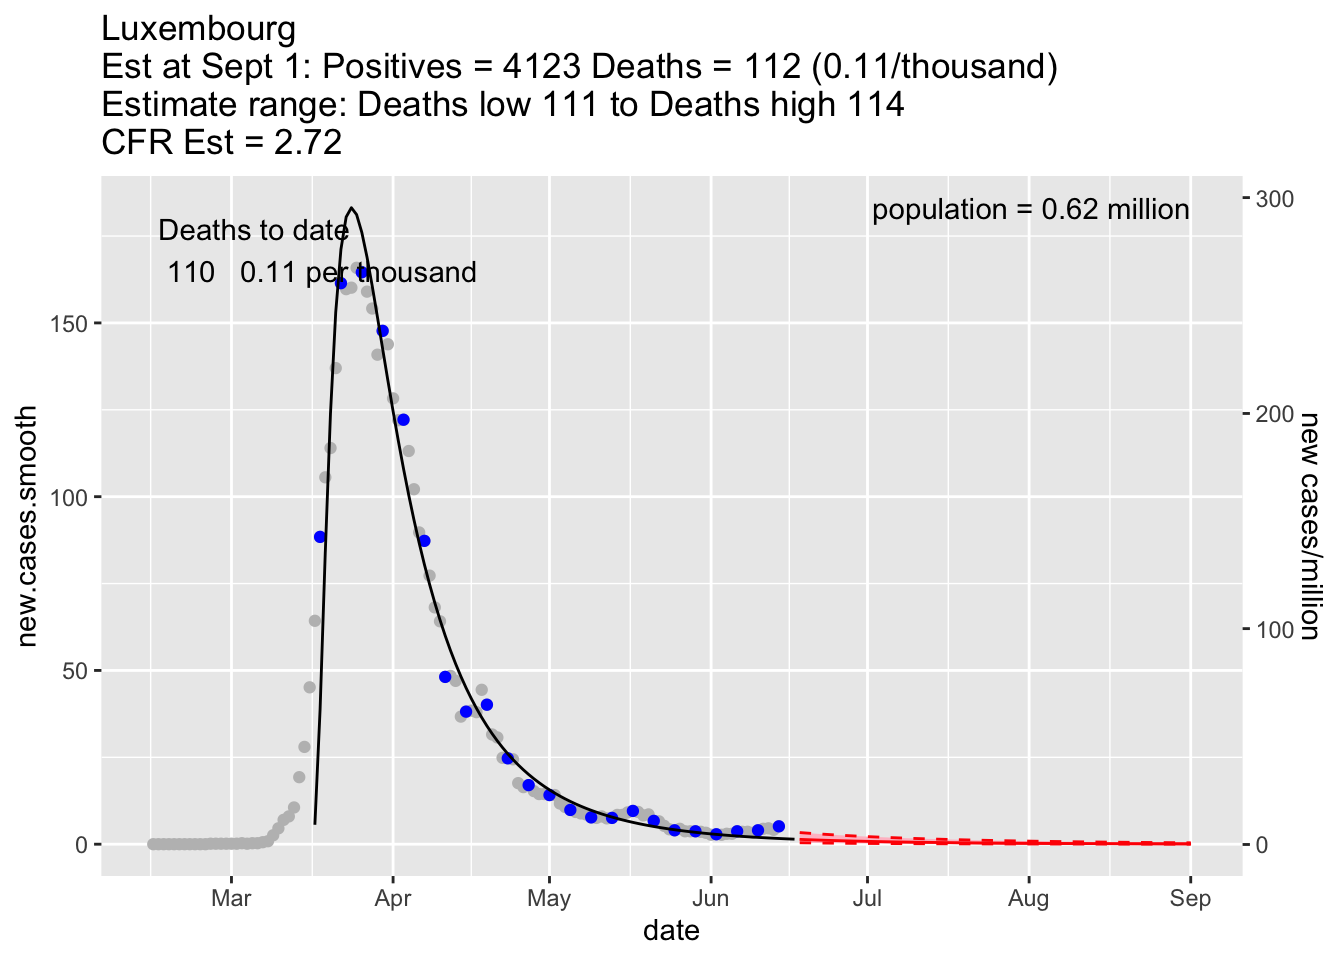 Luxembourg
Est at Sept 1: Positives = 4123 Deaths = 112 (0.11/thousand)
Estimate range: Deaths low 111 to Deaths high 114
CFR Est = 2.72
Deaths to date
110 0.11 per thousand
population = 0.62 million
new.cases.smooth
150
100
50
0
300
200
100
0
new cases/million
Mar Apr May Jun Jul Aug Sep
date